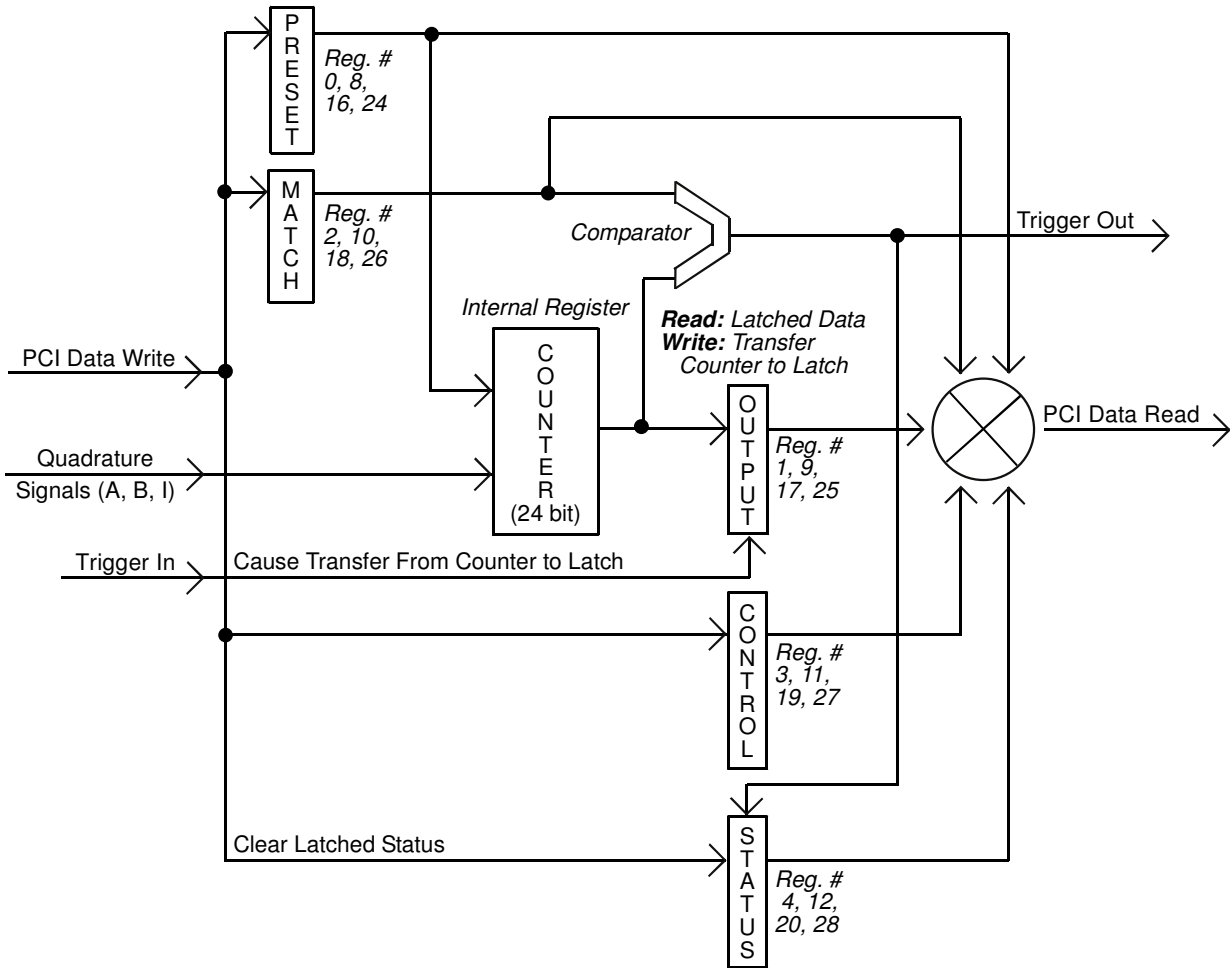 PRESET
Reg. #
0, 8,
16, 24
MATCH
Reg. #
2, 10,
18, 26
Comparator
Trigger Out
Internal Register
Read: Latched Data
Write: Transfer
Counter to Latch
PCI Data Write
COUNTER
(24 bit)
OUTPUT
Reg. #
1, 9,
17, 25
PCI Data Read
Quadrature
Signals (A, B, I)
Trigger In
Cause Transfer From Counter to Latch
CONTROL
Reg. #
3, 11,
19, 27
Clear Latched Status
STATUS
Reg. #
4, 12,
20, 28